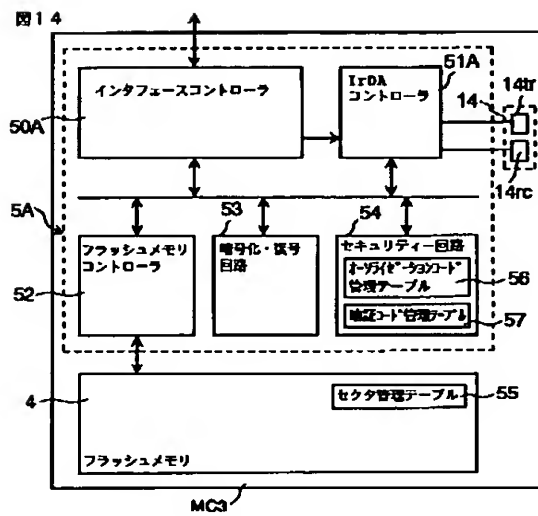 図14
インタフェースコントローラ
50A
IrDA
コントローラ
51A
14
14tr
14rc
5A
53
54
フラッシュメモリ
コントローラ
52
暗号化・復号
回路
セキュリティー回路
オーソライゼーションコード
管理テーブル
56
暗証コード管理テーブル
57
4
セクタ管理テーブル
55
フラッシュメモリ
MC3